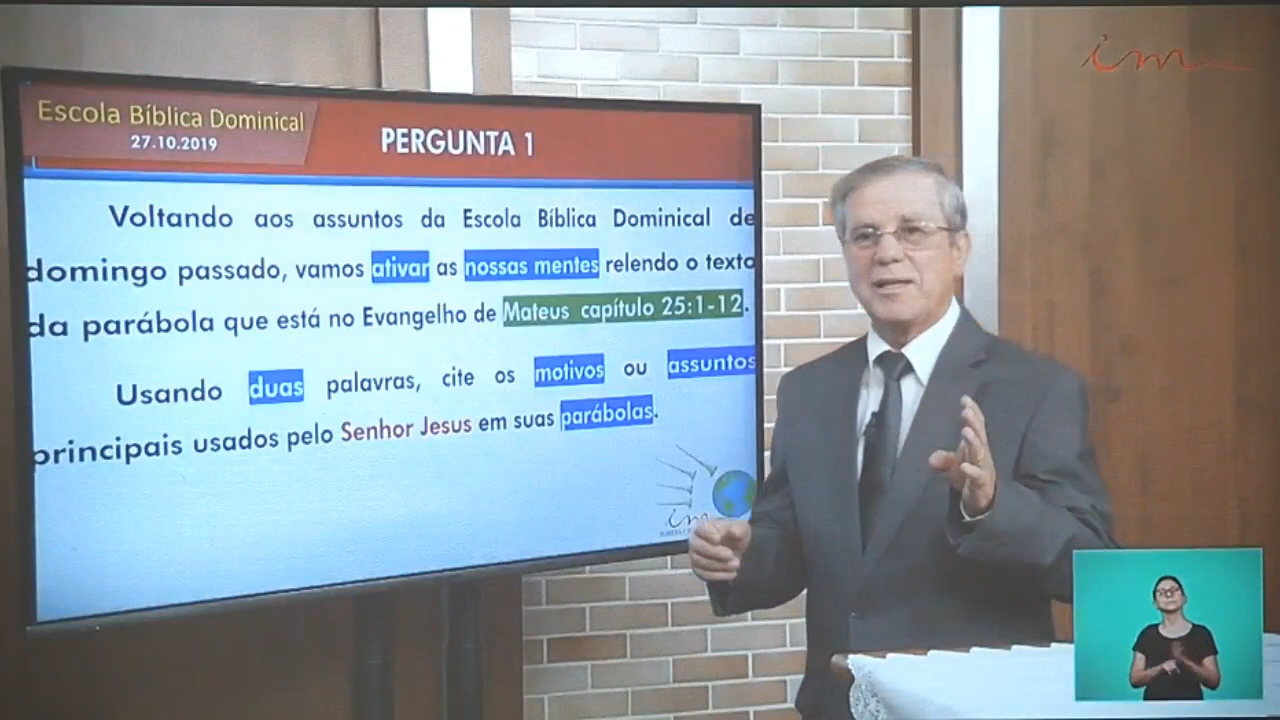 im
Escola Bíblica Dominical
27.10.2019
PERGUNTA 1
Voltando aos assuntos da Escola Bíblica Dominical de
domingo passado, vamos ativar as nossas mentes relendo o texto
da parábola que está no Evangelho de Mateus capítulo 25:1-12.
Usando duas palavras, cite os motivos ou assuntos
principais usados pelo Senhor Jesus em suas parábolas.
im